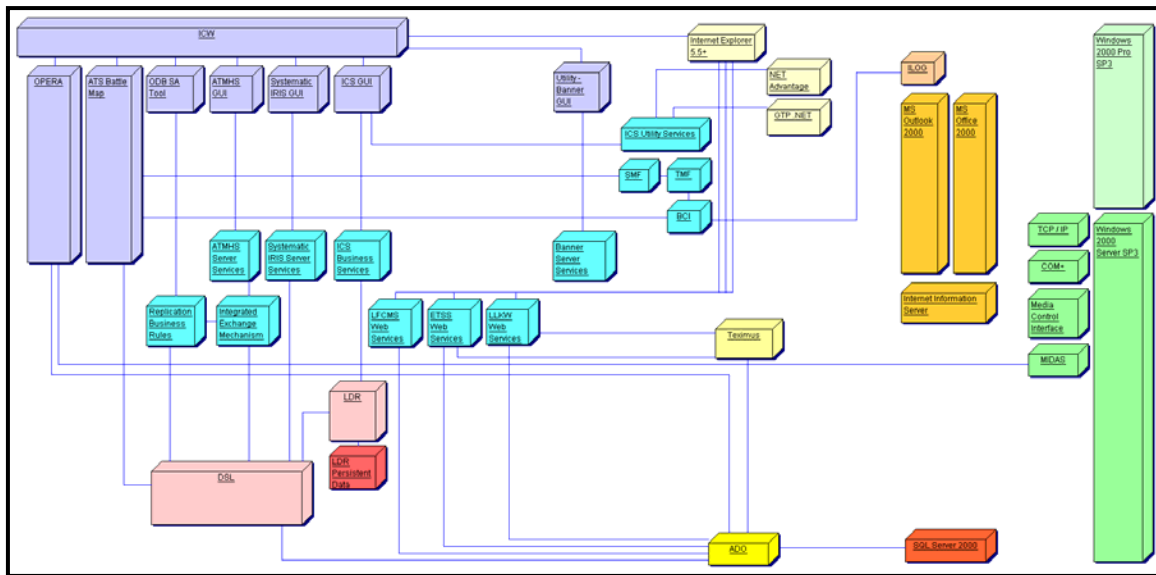 ICW
Internet Explorer
5.5+
Windows
2000 Pro
SP3
OPERA
ATS Battle
Map
ODB SA
Tool
ATMHS
GUI
Systematic
IRIS GUI
ICS GUI
Utility -
Banner
GUI
NET
Advantage
ILOG
GTP .NET
MS
Outlook
2000
MS
Office
2000
ICS Utility Services
SMF
TMF
BCI
TCP / IP
Windows
2000
Server SP3
ATMHS
Server
Services
Systematic
IRIS Server
Services
ICS
Business
Services
Banner
Server
Services
COM+
Replication
Business
Rules
Integrated
Exchange
Mechanism
LFCMS
Web
Services
ETSS
Web
Services
LLKW
Web
Services
Internet Information
Server
Media
Control
Interface
Teximus
MIDAS
LDR
LDR
Persistent
Data
DSL
ADO
SQL Server 2000